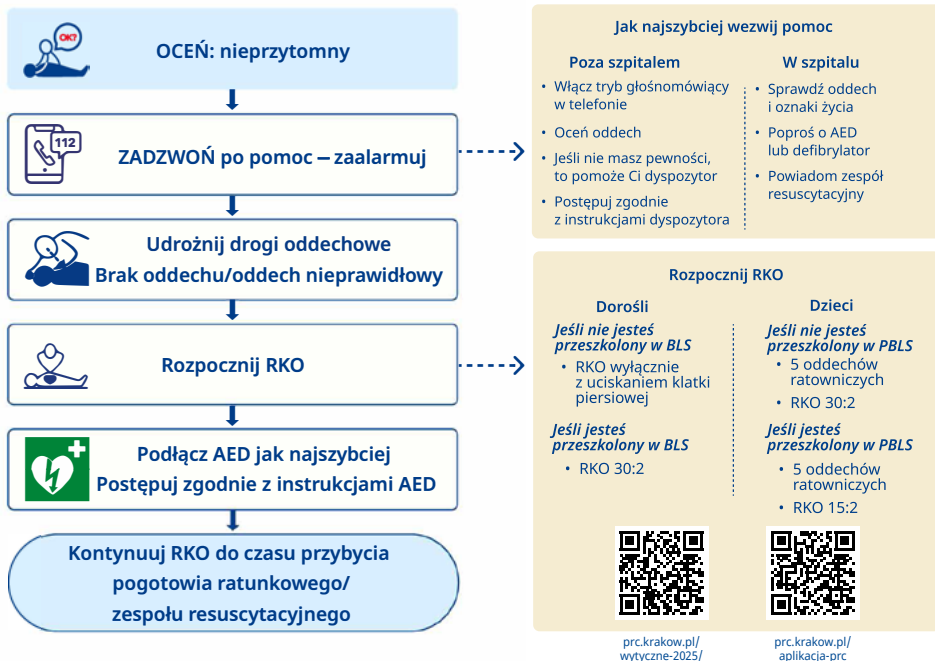 OK?
OCEŃ: nieprzytomny
112
ZADZWOŃ po pomoc – zaalarmuj
Udrożnij drogi oddechowe
Brak oddechu/oddech nieprawidłowy
Rozpocznij RKO
Podłącz AED jak najszybciej
Postępuj zgodnie z instrukcjami AED
Kontynuuj RKO do czasu przybycia
pogotowia ratunkowego/
zespołu resuscytacyjnego
Jak najszybciej wezwij pomoc
Poza szpitalem
• Włącz tryb głośnomówiący
w telefonie
• Oceń oddech
• Jeśli nie masz pewności,
to pomoże Ci dyspozytor
• Postępuj zgodnie
z instrukcjami dyspozytora
W szpitalu
• Sprawdź oddech
i oznaki życia
• Poproś o AED
lub defibrylator
• Powiadom zespół
resuscytacyjny
Rozpocznij RKO
Dorośli
Jeśli nie jesteś
przeszkolony w BLS
• RKO wyłącznie
z uciskaniem klatki
piersiowej
Jeśli jesteś
przeszkolony w BLS
• RKO 30:2
Dzieci
Jeśli nie jesteś
przeszkolony w PBLS
• 5 oddechów
ratowniczych
• RKO 30:2
Jeśli jesteś
przeszkolony w PBLS
• 5 oddechów
ratowniczych
• RKO 15:2
prc.krakow.pl/
wytyczne-2025/
prc.krakow.pl/
aplikacja-prc